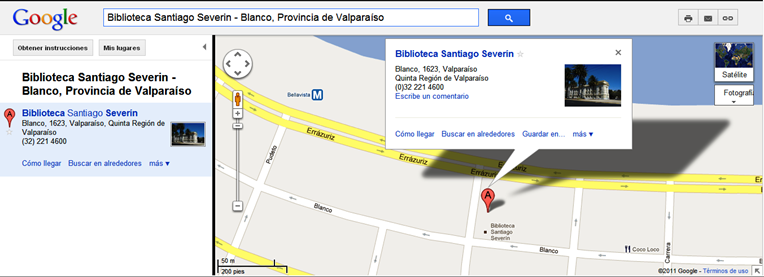 Google
Biblioteca Santiago Severin - Blanco, Provincia de Valparaíso
Obtener instrucciones
Mis lugares
Biblioteca Santiago Severin -
Blanco, Provincia de Valparaíso
A
Biblioteca Santiago Severin
Blanco, 1623, Valparaíso, Quinta Región de
Valparaíso
(32) 221 4600
Cómo llegar Buscar en alrededores más ▾
Biblioteca Santiago Severin
Blanco, 1623, Valparaíso
Quinta Región de Valparaíso
(0)32 221 4600
Escribe un comentario
Cómo llegar Buscar en alrededores Guardar en... más ▾
Satélite
Fotografía
Bellavista M
Errázuriz
Errázuriz
Errázuriz
Errázuriz
Pudeto
Blanco
A
Biblioteca
Santiago
Severin
Blanco
Coco Loco
Carrera
50 m
200 pies
©2011 Google - Términos de uso